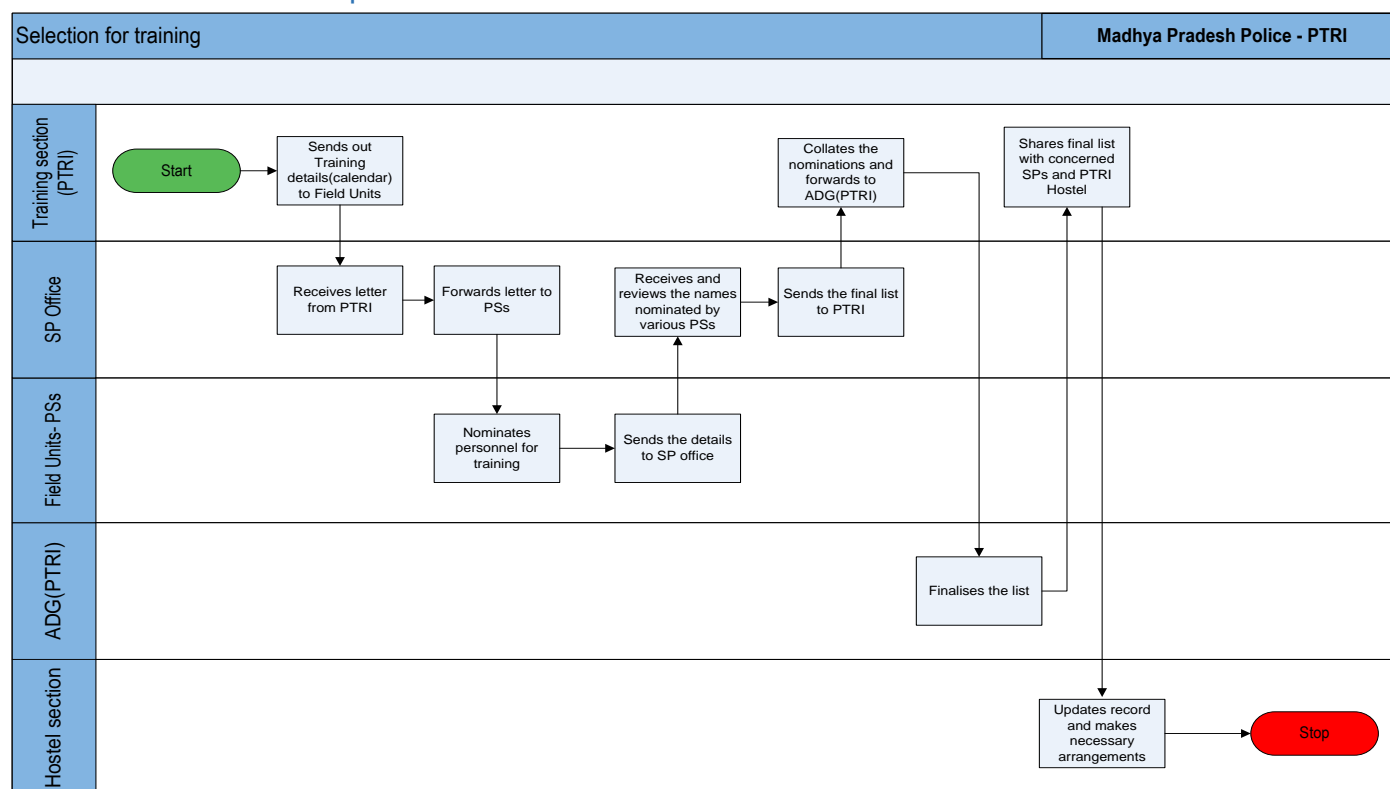 Selection for training
Madhya Pradesh Police - PTRI
Training section
(PTRI)
Start
Sends out
Training
details(calendar)
to Field Units
Collates the
nominations and
forwards to
ADG(PTRI)
Shares final list
with concerned
SPs and PTRI
Hostel
SP Office
Receives letter
from PTRI
Forwards letter to
PSs
Receives and
reviews the names
nominated by
various PSs
Sends the final list
to PTRI
Field Units- PSs
Nominates
personnel for
training
Sends the details
to SP office
ADG(PTRI)
Finalises the list
Hostel section
Updates record
and makes
necessary
arrangements
Stop